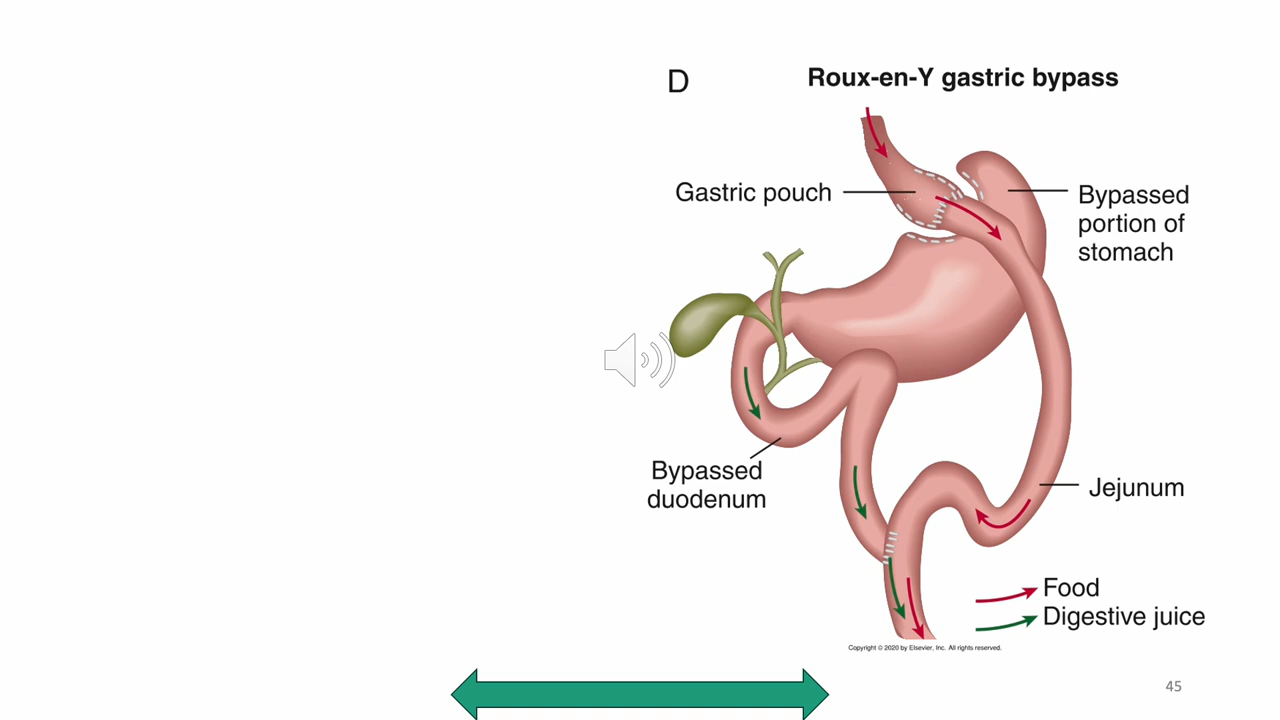 D
Roux-en-Y gastric bypass
Gastric pouch
Bypassed
portion of
stomach
Bypassed
duodenum
Jejunum
Food
Digestive juice
Copyright © 2020 by Elsevier, Inc. All rights reserved.
45